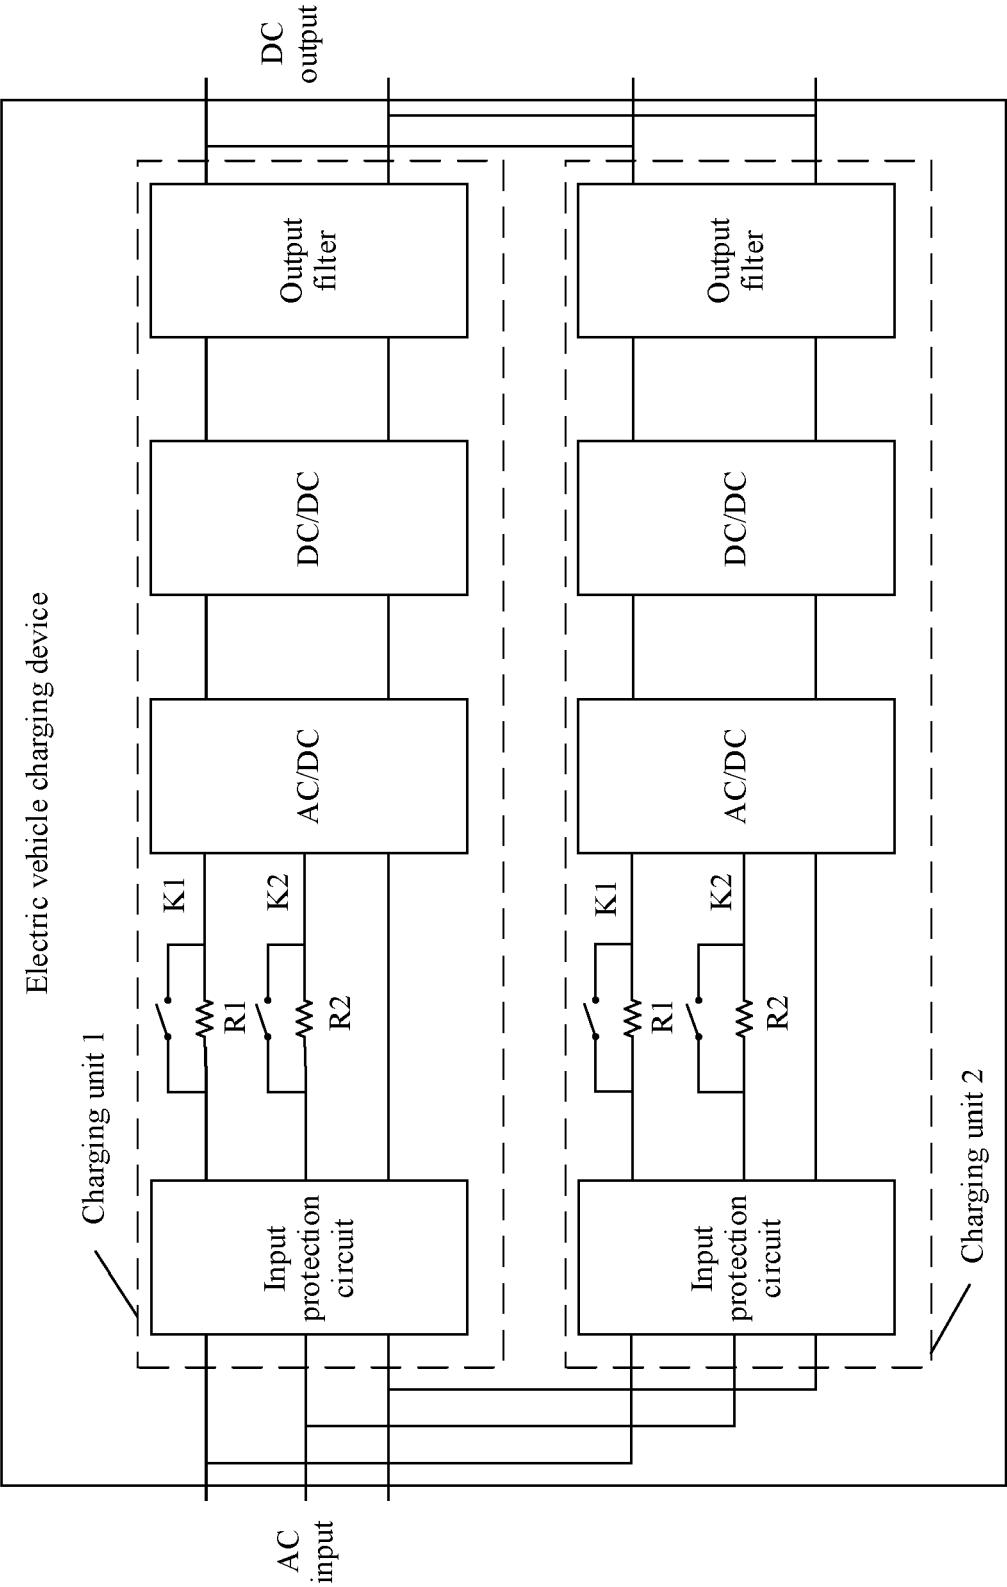 Electric vehicle charging device
Charging unit 1
AC
input
Input
protection
circuit
K1
R1
K2
R2
AC/DC
DC/DC
Output
filter
DC
output
Input
protection
circuit
K1
R1
K2
R2
AC/DC
DC/DC
Output
filter
Charging unit 2